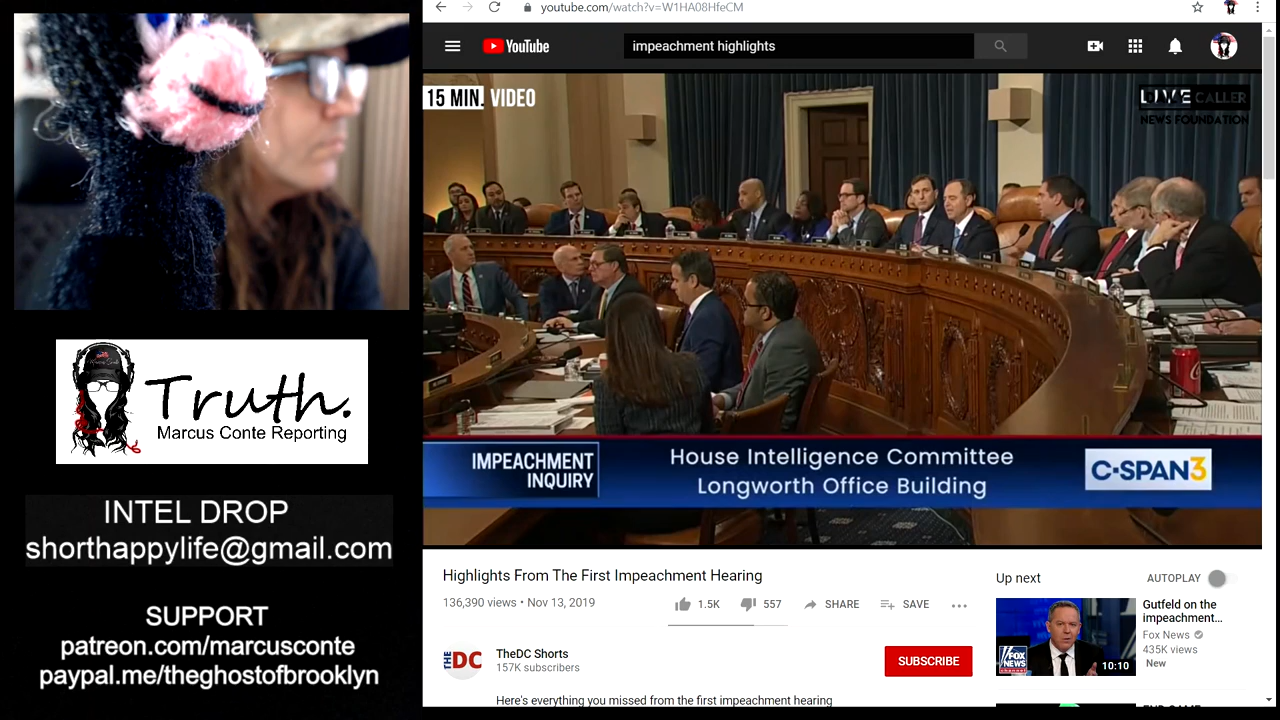 youtube.com/watch?v=W1HA08HfeCM
YouTube
impeachment highlights
15 MIN. VIDEO
LIVE CALLER
NEWS FOUNDATION
IMPEACHMENT
INQUIRY
House Intelligence Committee
Longworth Office Building
C-SPAN3
Highlights From The First Impeachment Hearing
136,390 views • Nov 13, 2019
1.5K
557
SHARE
SAVE
THE DC
TheDC Shorts
157K subscribers
SUBSCRIBE
Here's everything you missed from the first impeachment hearing
Up next
AUTOPLAY
FOX
NEWS
10:10
Gutfeld on the
impeachment...
Fox News
435K views
New
Truth.
Marcus Conte Reporting
INTEL DROP
shorthappylife@gmail.com
SUPPORT
patreon.com/marcusconte
paypal.me/theghostofbrooklyn